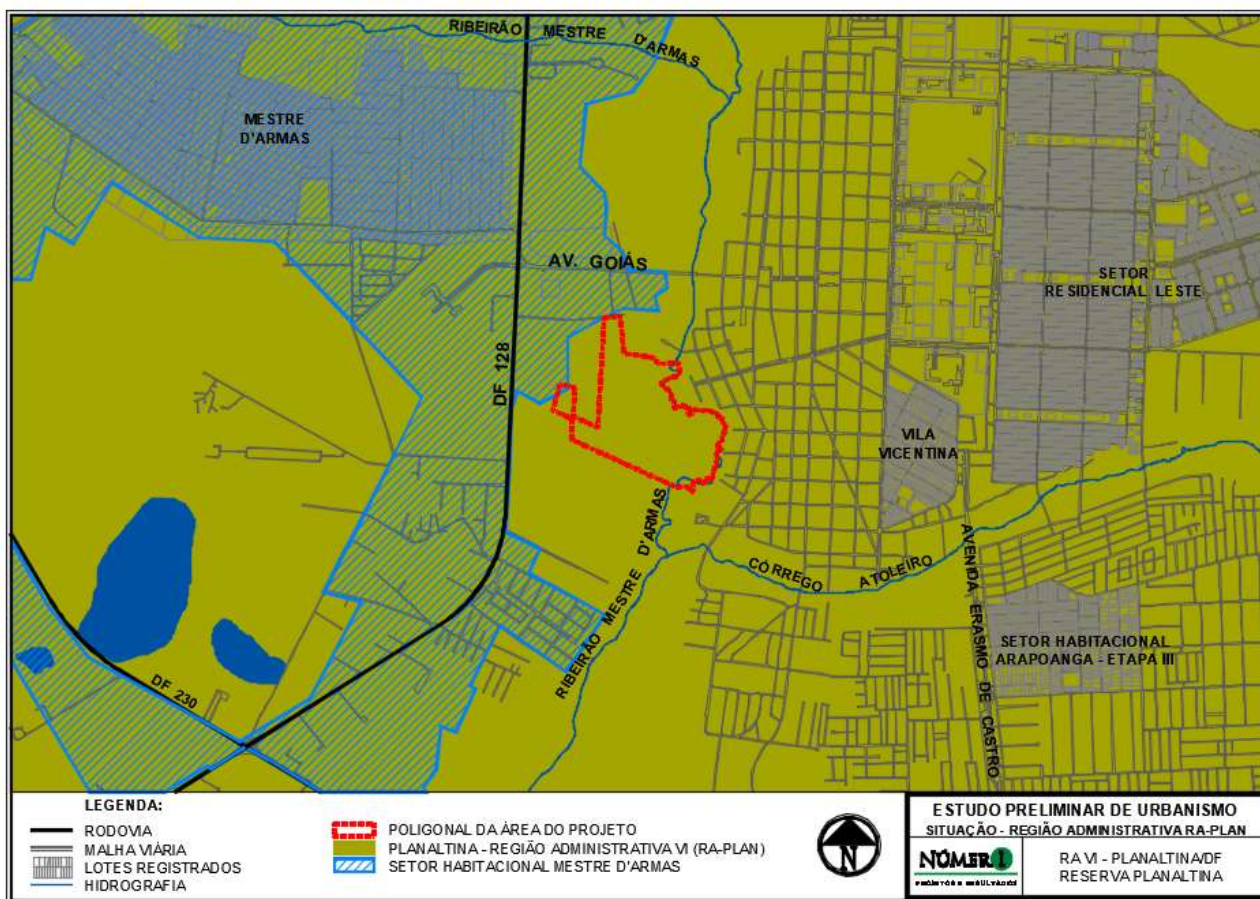 RIBEIRÃO MESTRE D'ARMAS
MESTRE
D'ARMAS
AV. GOIÁS
SETOR
RESIDENCIAL LESTE
DF 128
VILA
VICENTINA
RIBEIRÃO MESTRE D'ARMAS
CÓRREGO ATOLEIRO
AVENIDA ERASMO DE CASTRO
SETOR HABITACIONAL
ARAPOANGA - ETAPA III
DF 230
LEGENDA:
RODOVIA
MALHA VIÁRIA
LOTES REGISTRADOS
HIDROGRAFIA
POLIGONAL DA ÁREA DO PROJETO
PLANALTINA - REGIÃO ADMINISTRATIVA VI (RA-PLAN)
SETOR HABITACIONAL MESTRE D'ARMAS
N
ESTUDO PRELIMINAR DE URBANISMO
SITUAÇÃO - REGIÃO ADMINISTRATIVA RA-PLAN
NÚMER1
PROJETOS E RESULTADOS
RA VI - PLANALTINA/DF
RESERVA PLANALTINA